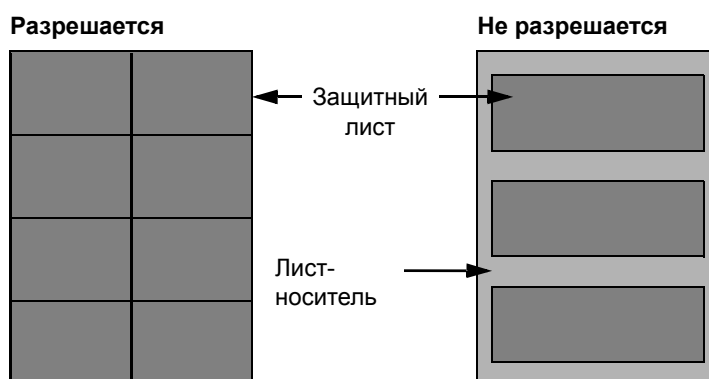 Разрешается
Не разрешается
Защитный
лист
Лист-
носитель